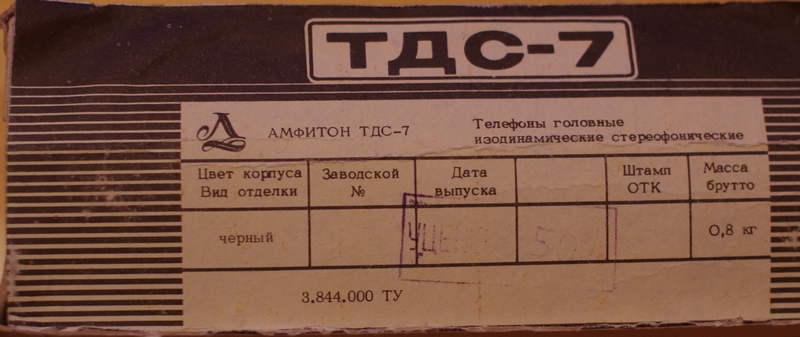 ТДС-7
АМФИТОН ТДС-7
Телефоны головные
изодинамические стереофонические
Цвет корпуса
Вид отделки
Заводской
№
Дата
выпуска
Штамп
ОТК
Масса
брутто
черный
0,8 кг
3.844.000 ТУ